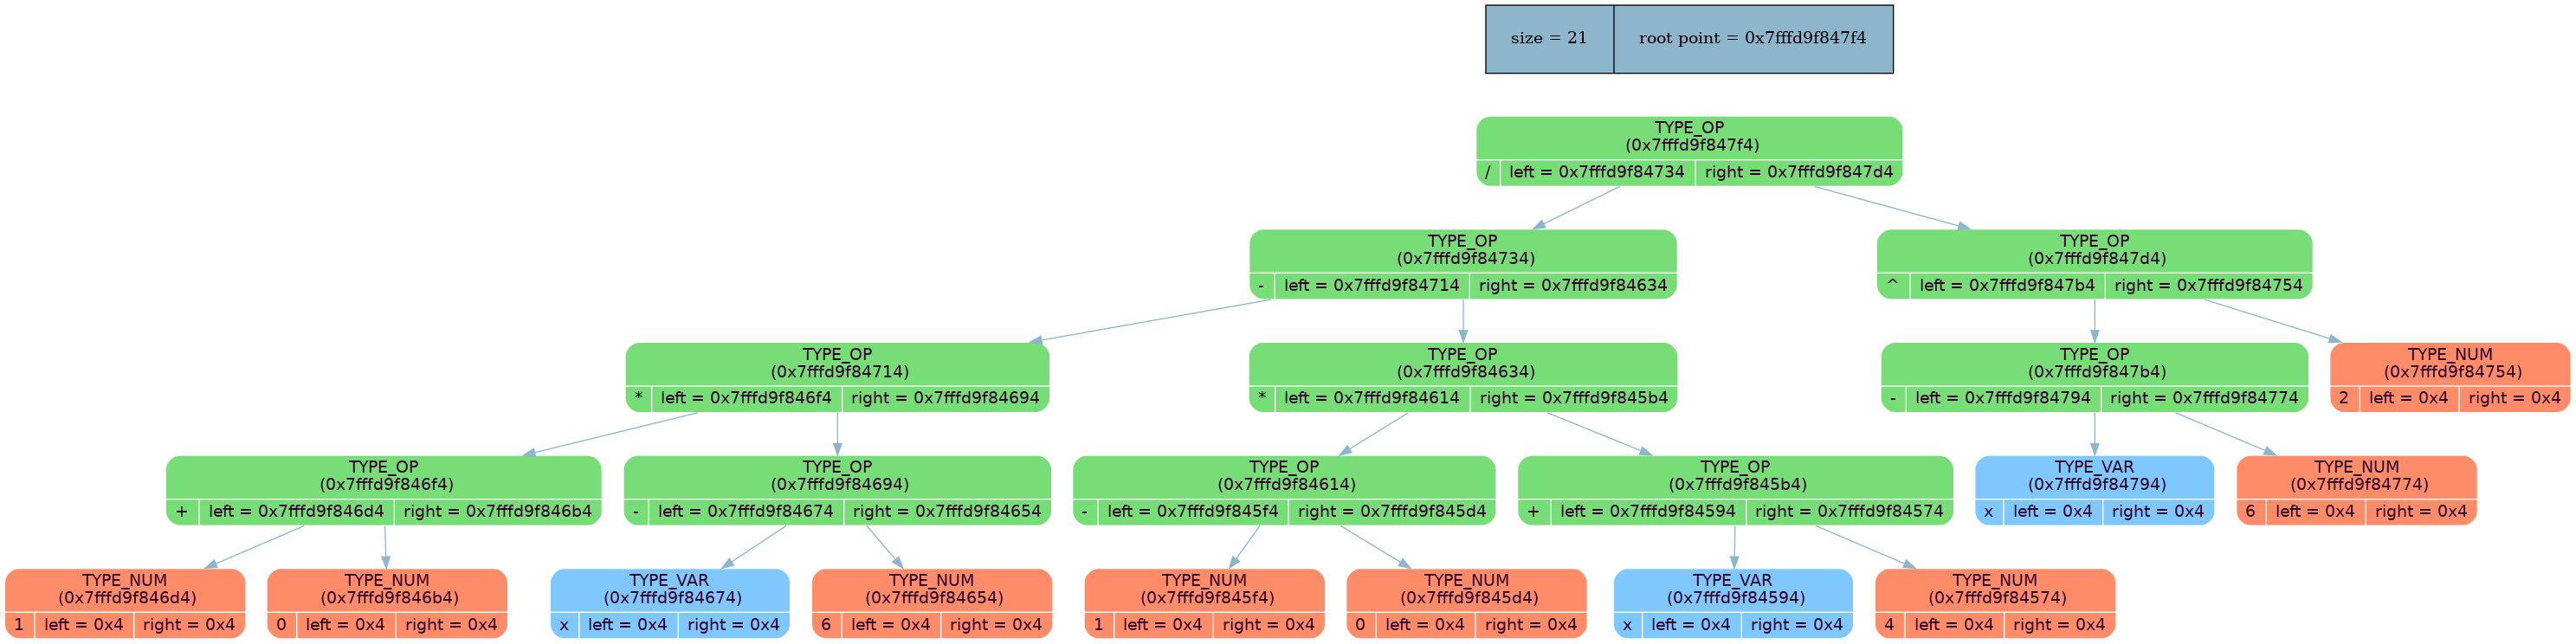 size = 21 root point = 0x7fffd9f847f4
TYPE_OP
(0x7fffd9f847f4)
/ left = 0x7fffd9f84734 right = 0x7fffd9f847d4
TYPE_OP
(0x7fffd9f84734)
- left = 0x7fffd9f84714 right = 0x7fffd9f84634
TYPE_OP
(0x7fffd9f847d4)
^ left = 0x7fffd9f847b4 right = 0x7fffd9f84754
TYPE_OP
(0x7fffd9f84714)
* left = 0x7fffd9f846f4 right = 0x7fffd9f84694
TYPE_OP
(0x7fffd9f84634)
* left = 0x7fffd9f84614 right = 0x7fffd9f845b4
TYPE_OP
(0x7fffd9f847b4)
- left = 0x7fffd9f84794 right = 0x7fffd9f84774
TYPE_NUM
(0x7fffd9f84754)
2 left = 0x4 right = 0x4
TYPE_OP
(0x7fffd9f846f4)
+ left = 0x7fffd9f846d4 right = 0x7fffd9f846b4
TYPE_OP
(0x7fffd9f84694)
- left = 0x7fffd9f84674 right = 0x7fffd9f84654
TYPE_OP
(0x7fffd9f84614)
- left = 0x7fffd9f845f4 right = 0x7fffd9f845d4
TYPE_OP
(0x7fffd9f845b4)
+ left = 0x7fffd9f84594 right = 0x7fffd9f84574
TYPE_VAR
(0x7fffd9f84794)
x left = 0x4 right = 0x4
TYPE_NUM
(0x7fffd9f84774)
6 left = 0x4 right = 0x4
TYPE_NUM
(0x7fffd9f846d4)
1 left = 0x4 right = 0x4
TYPE_NUM
(0x7fffd9f846b4)
0 left = 0x4 right = 0x4
TYPE_VAR
(0x7fffd9f84674)
x left = 0x4 right = 0x4
TYPE_NUM
(0x7fffd9f84654)
6 left = 0x4 right = 0x4
TYPE_NUM
(0x7fffd9f845f4)
1 left = 0x4 right = 0x4
TYPE_NUM
(0x7fffd9f845d4)
0 left = 0x4 right = 0x4
TYPE_VAR
(0x7fffd9f84594)
x left = 0x4 right = 0x4
TYPE_NUM
(0x7fffd9f84574)
4 left = 0x4 right = 0x4